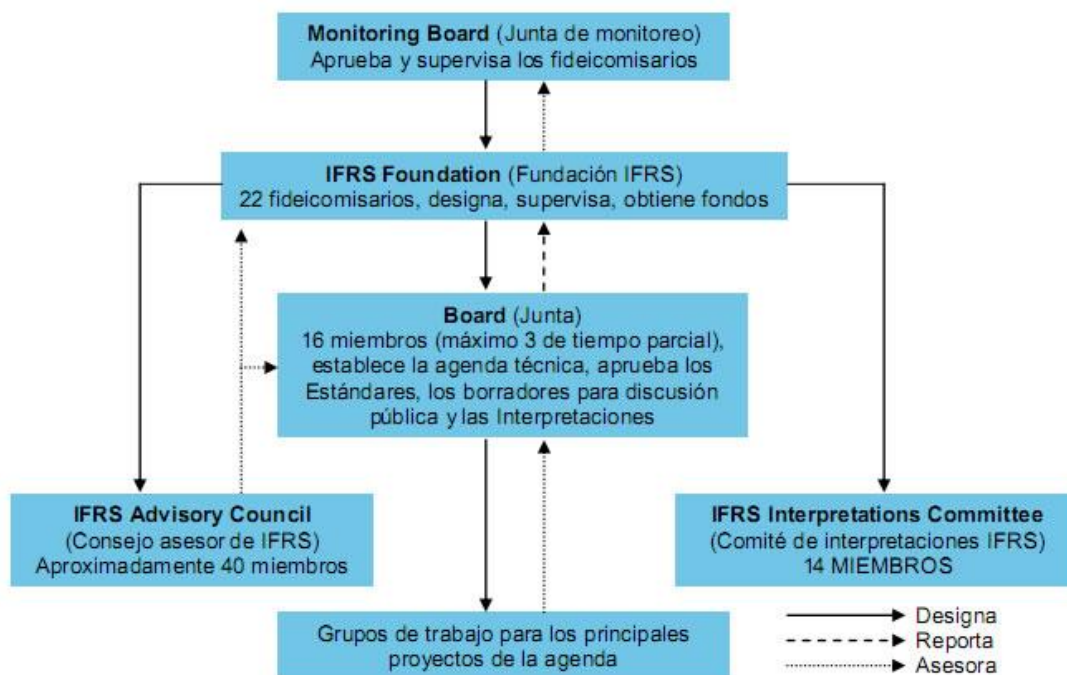 Monitoring Board (Junta de monitoreo)
Aprueba y supervisa los fideicomisarios
IFRS Foundation (Fundación IFRS)
22 fideicomisarios, designa, supervisa, obtiene fondos
Board (Junta)
16 miembros (máximo 3 de tiempo parcial),
establece la agenda técnica, aprueba los
Estándares, los borradores para discusión
pública y las Interpretaciones
IFRS Advisory Council
(Consejo asesor de IFRS)
Aproximadamente 40 miembros
IFRS Interpretations Committee
(Comité de interpretaciones IFRS)
14 MIEMBROS
Grupos de trabajo para los principales
proyectos de la agenda
Designa
Reporta
Asesora